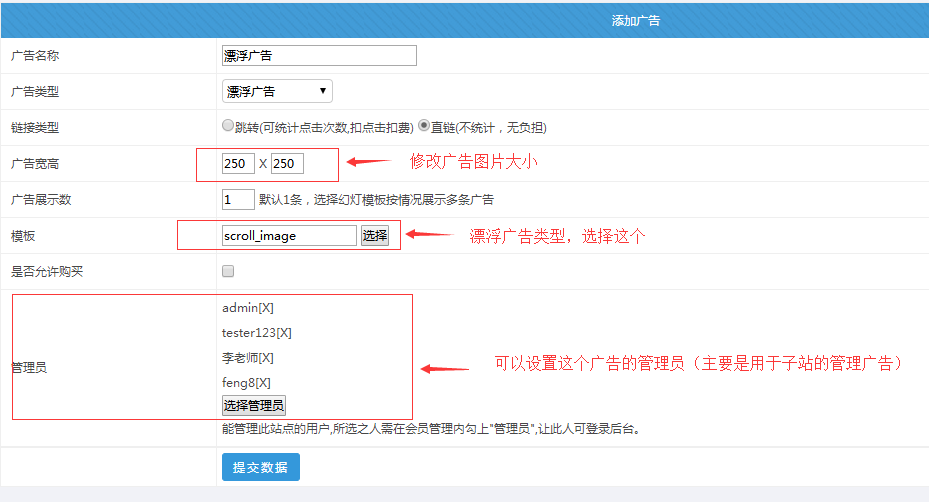 添加广告
广告名称 漂浮广告
广告类型 漂浮广告
链接类型 跳转(可统计点击次数,扣点击扣费) 直链(不统计，无负担)
广告宽高 250 X 250 修改广告图片大小
广告展示数 1 默认1条，选择幻灯模板按情况展示多条广告
模板 scroll_image 选择 漂浮广告类型，选择这个
是否允许购买
admin[X]
tester123[X]
李老师[X]
管理员 可以设置这个广告的管理员（主要是用于子站的管理广告）
feng8[X]
选择管理员
能管理此站点的用户,所选之人需在会员管理内勾上"管理员",让此人可登录后台。
提交数据